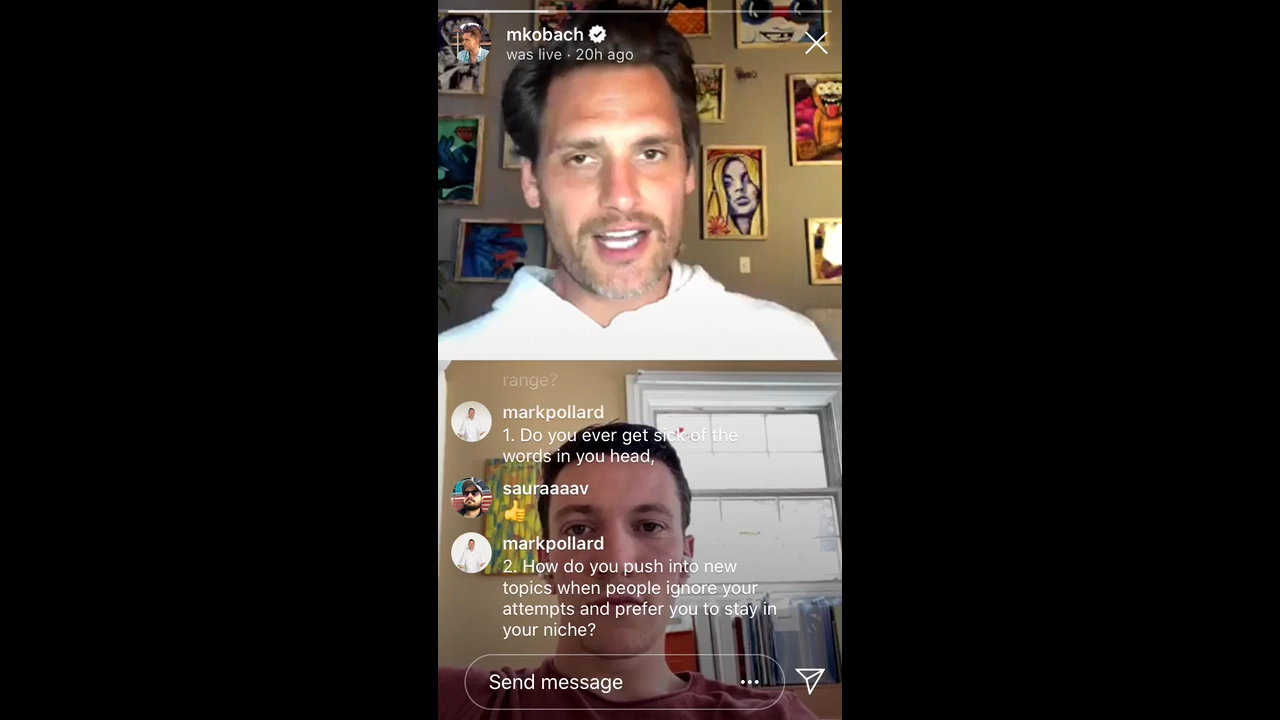 mkobach
was live · 20h ago
range?
markpollard
1. Do you ever get sick of the
words in you head,
sauraaaav
👍
markpollard
2. How do you push into new
topics when people ignore your
attempts and prefer you to stay in
your niche?
Send message